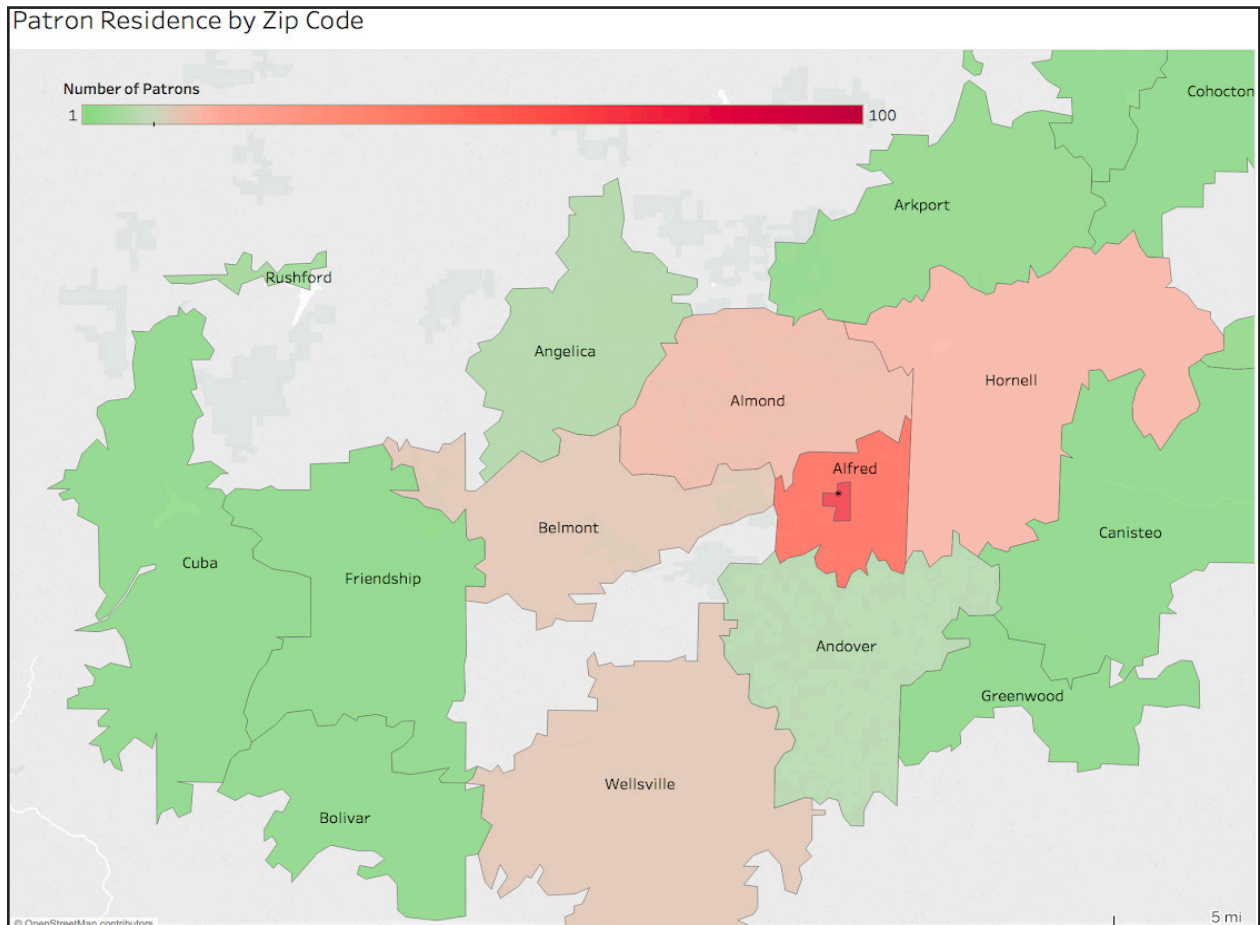 Patron Residence by Zip Code
Number of Patrons
1
100
Cohocton
Arkport
Rushford
Angelica
Hornell
Almond
Alfred
*
Belmont
Canisteo
Cuba
Friendship
Andover
Greenwood
Wellsville
Bolivar
5 mi
© OpenStreetMap contributors